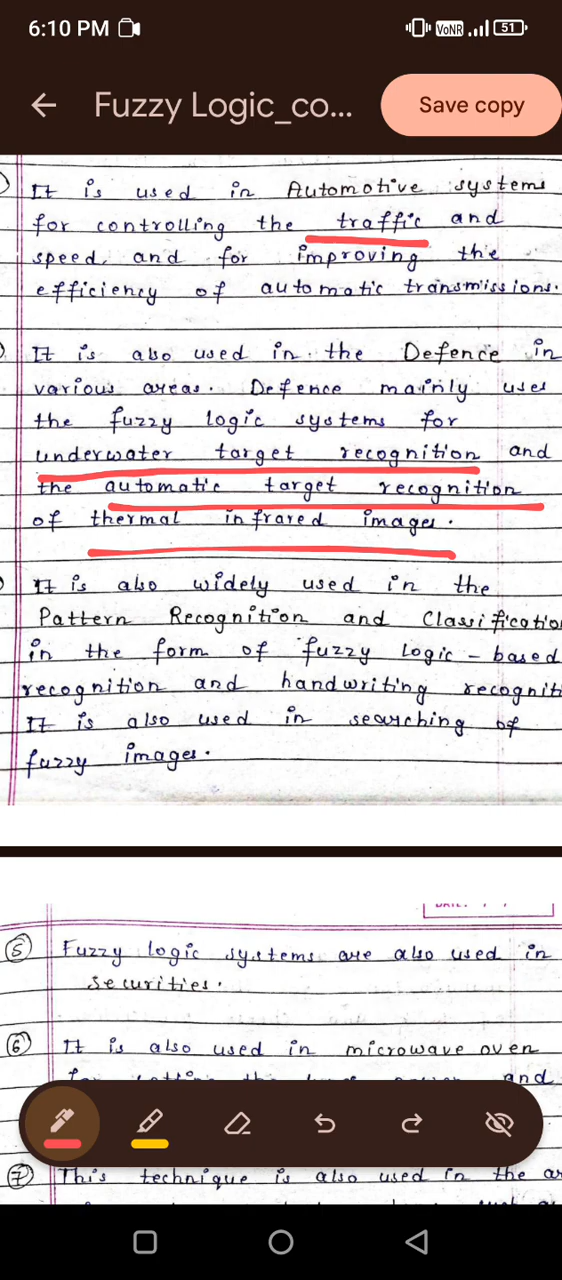 6:10 PM VoNR 51
Fuzzy Logic_co... Save copy
It is used in Automotive systems
for controlling the traffic and
speed, and for improving the
efficiency of automatic transmissions.
It is also used in the Defence in
various areas. Defence mainly uses
the fuzzy logic systems for
underwater target recognition and
the automatic target recognition
of thermal infrared images.
It is also widely used in the
Pattern Recognition and Classificatio
in the form of fuzzy logic-based
recognition and handwriting recognit
It is also used in searching of
fuzzy images.
DATE: / /
⑤ Fuzzy logic systems are also used in
securities.
⑥ It is also used in microwave oven
and
⑦ This technique is also used in the ar